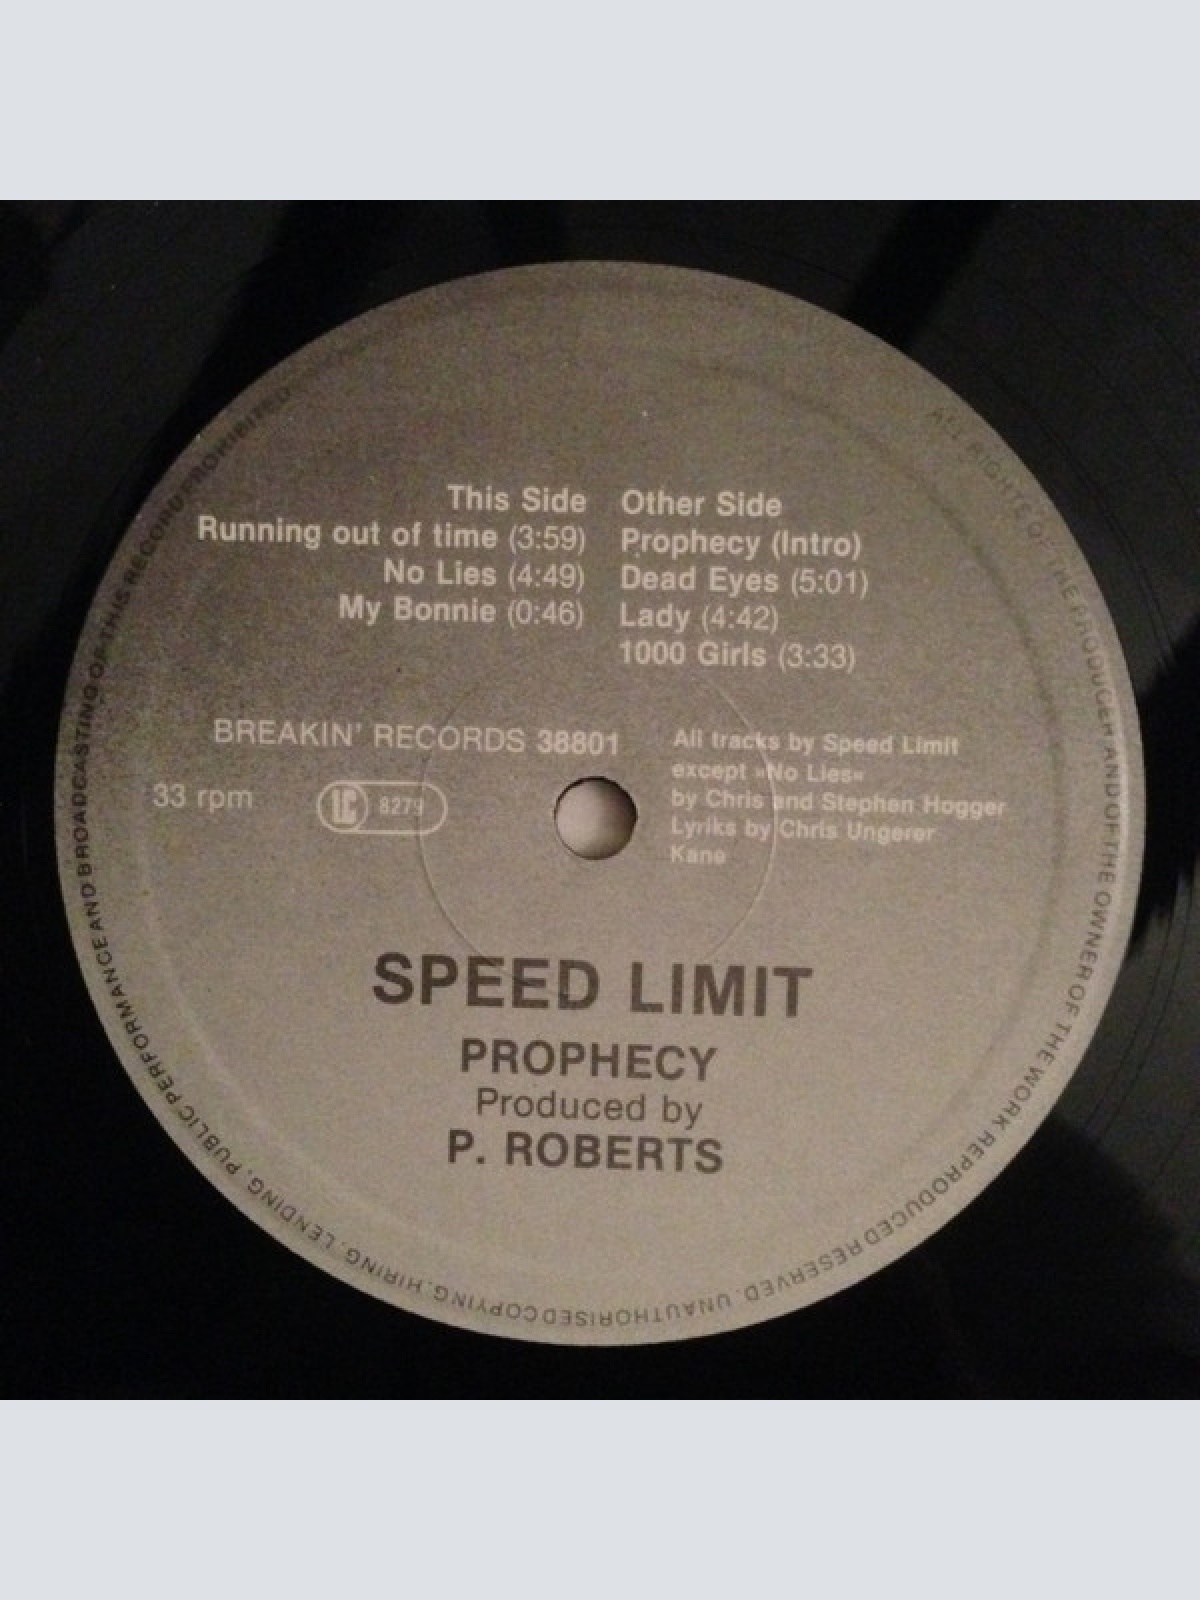 This Side
Running out of time (3:59)
No Lies (4:49)
My Bonnie (0:46)
Other Side
Prophecy (Intro)
Dead Eyes (5:01)
Lady (4:42)
1000 Girls (3:33)
BREAKIN' RECORDS 38801
33 rpm
LC 8279
All tracks by Speed Limit
except »No Lies«
by Chris and Stephen Hogger
Lyriks by Chris Ungerer
Kane
SPEED LIMIT
PROPHECY
Produced by
P. ROBERTS
ALL RIGHTS OF THE PRODUCER AND OF THE OWNER OF THE WORK REPRODUCED RESERVED. UNAUTHORISED COPYING, HIRING, LENDING, PUBLIC PERFORMANCE AND BROADCASTING OF THIS RECORD PROHIBITED